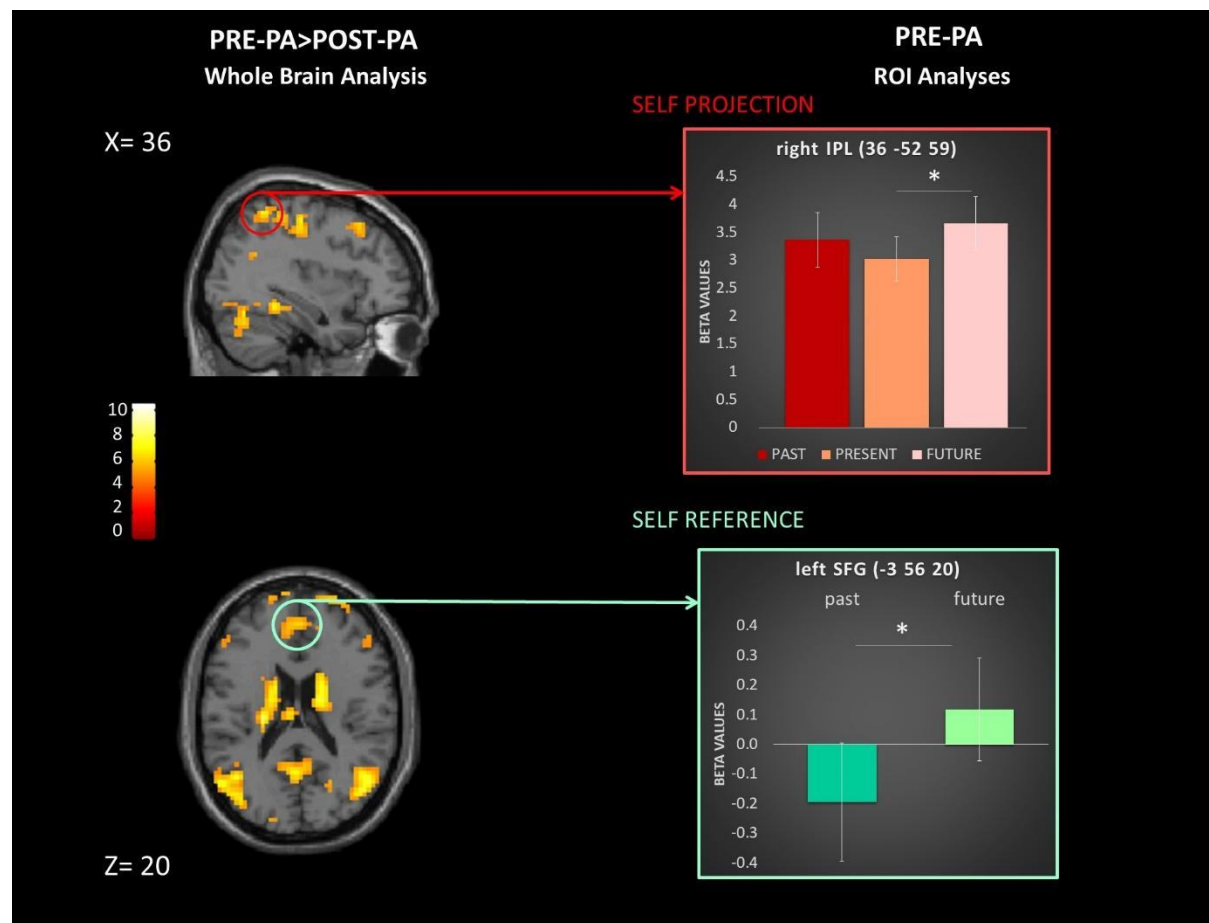 PRE-PA>POST-PA
Whole Brain Analysis
PRE-PA
ROI Analyses
SELF PROJECTION
X= 36
right IPL (36 -52 59)
*
4.5
4
3.5
3
2.5
2
1.5
1
0.5
0
BETA VALUES
PAST PRESENT FUTURE
10
8
6
4
2
0
SELF REFERENCE
left SFG (-3 56 20)
past future
*
0.4
0.3
0.2
0.1
0.0
-0.1
-0.2
-0.3
-0.4
BETA VALUES
Z= 20